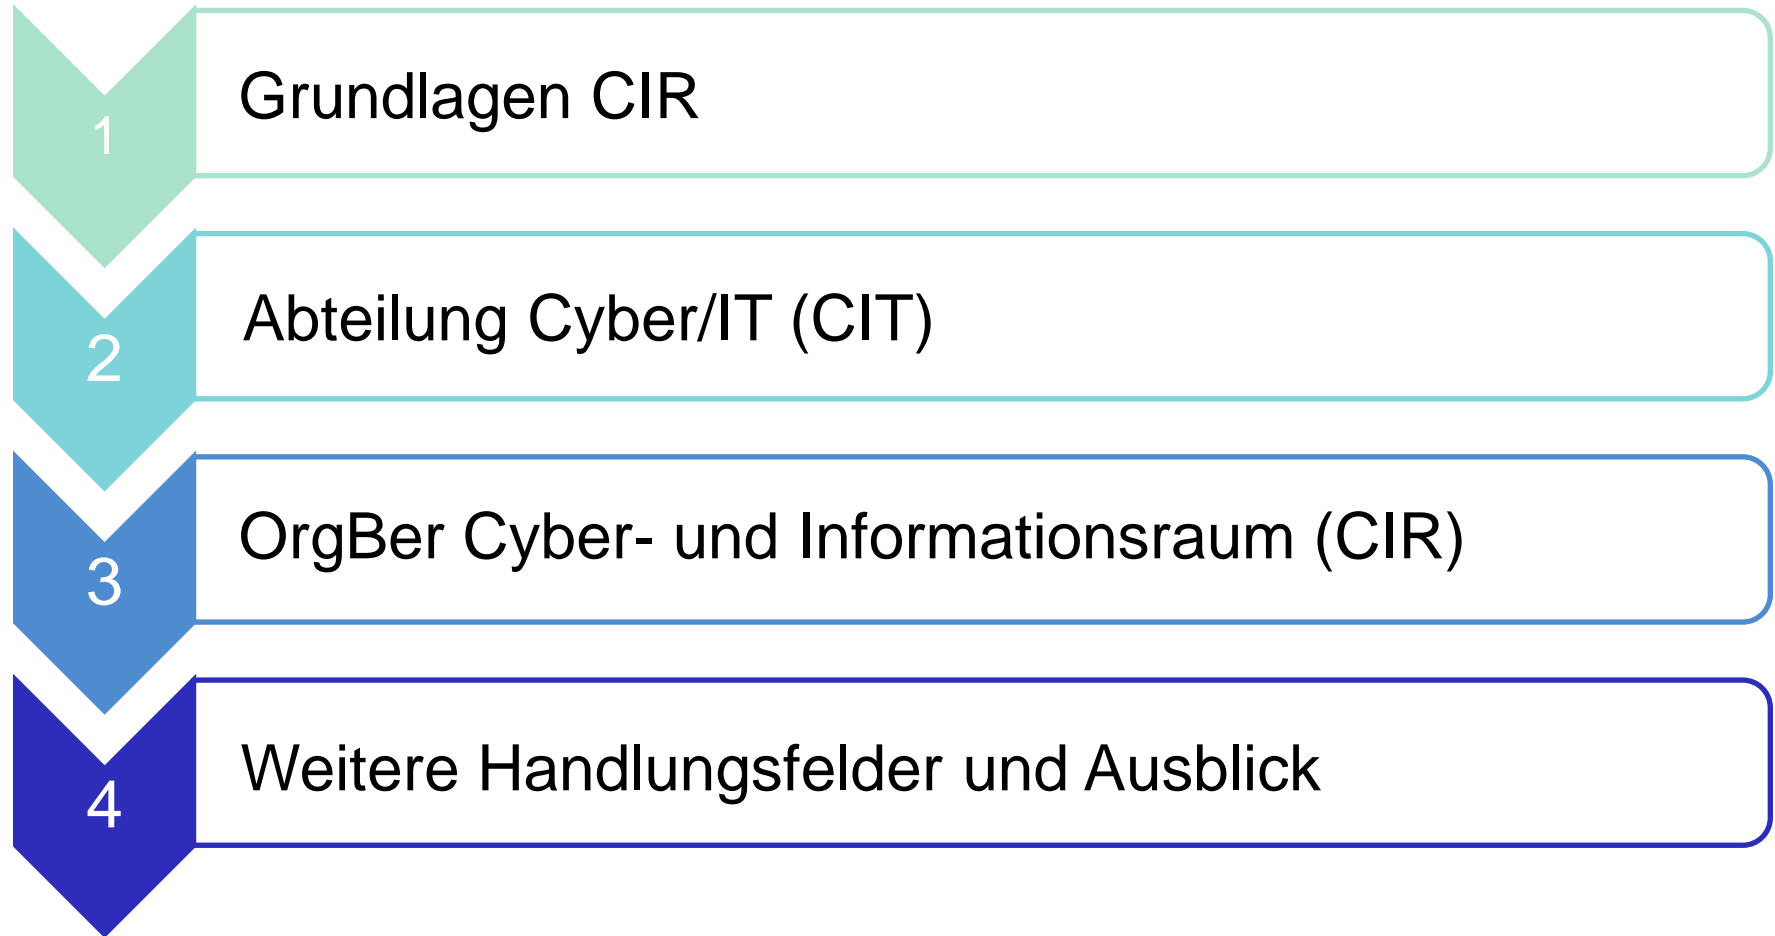 1
Grundlagen CIR
2
Abteilung Cyber/IT (CIT)
3
OrgBer Cyber- und Informationsraum (CIR)
4
Weitere Handlungsfelder und Ausblick